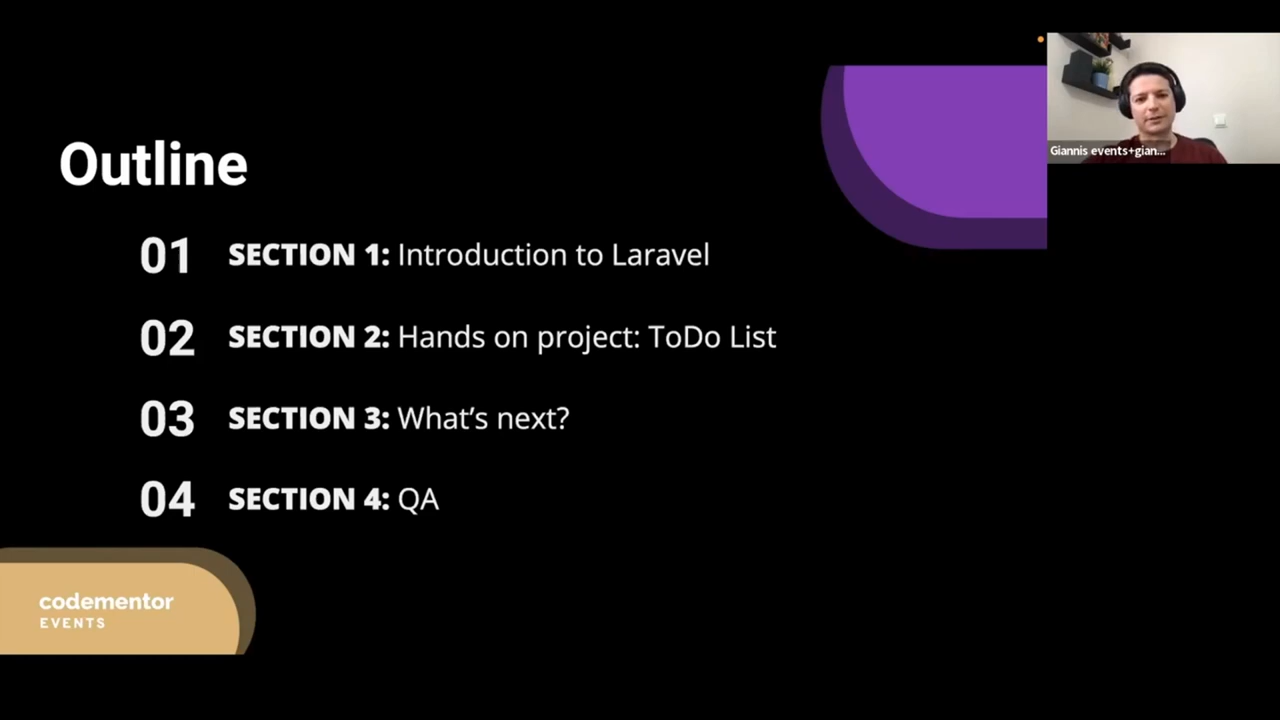 Outline
01 SECTION 1: Introduction to Laravel
02 SECTION 2: Hands on project: ToDo List
03 SECTION 3: What’s next?
04 SECTION 4: QA
codementor
EVENTS
Giannis events+gian...